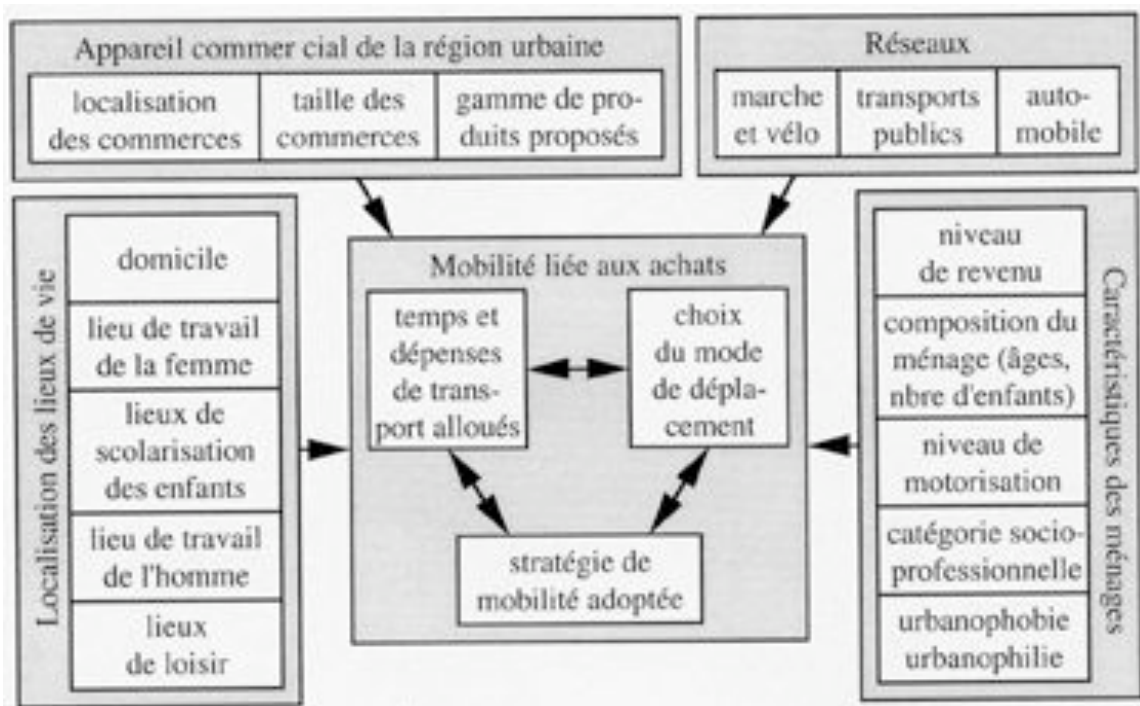 Appareil commer cial de la région urbaine
localisation
des commerces
taille des
commerces
gamme de pro-
duits proposés
Réseaux
marche
et vélo
transports
publics
auto-
mobile
Localisation des lieux de vie
domicile
lieu de travail
de la femme
lieux de
scolarisation
des enfants
lieu de travail
de l'homme
lieux
de loisir
Mobilité liée aux achats
temps et
dépenses
de trans-
port alloués
choix
du mode
de dépla-
cement
stratégie de
mobilité adoptée
niveau
de revenu
composition du
ménage (âges,
nbre d'enfants)
niveau de
motorisation
catégorie socio-
professionnelle
urbanophobie
urbanophilie
Caractéristiques des ménages